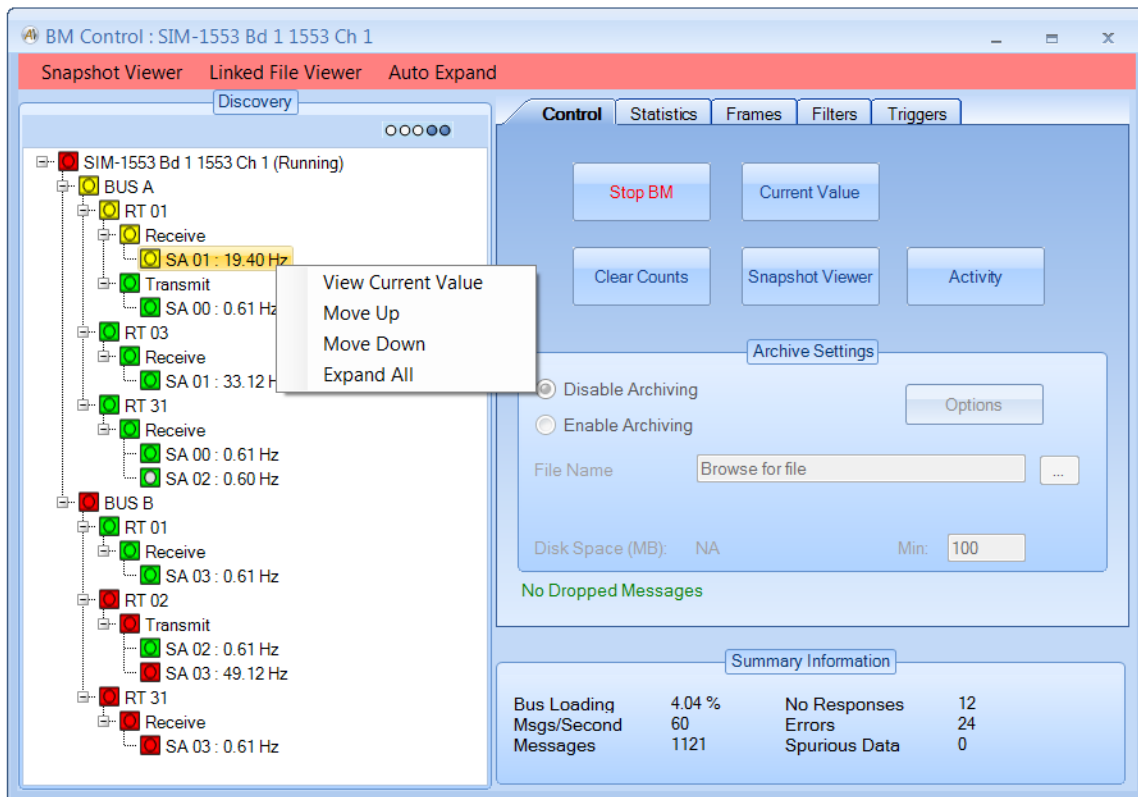 BM Control : SIM-1553 Bd 1 1553 Ch 1
Snapshot Viewer Linked File Viewer Auto Expand
Discovery
SIM-1553 Bd 1 1553 Ch 1 (Running)
BUS A
RT 01
Receive
SA 01 : 19.40 Hz
Transmit
SA 00 : 0.61 Hz
RT 03
Receive
SA 01 : 33.12 H
RT 31
Receive
SA 00 : 0.61 Hz
SA 02 : 0.60 Hz
BUS B
RT 01
Receive
SA 03 : 0.61 Hz
RT 02
Transmit
SA 02 : 0.61 Hz
SA 03 : 49.12 Hz
RT 31
Receive
SA 03 : 0.61 Hz
View Current Value
Move Up
Move Down
Expand All
Control Statistics Frames Filters Triggers
Stop BM Current Value
Clear Counts Snapshot Viewer Activity
Archive Settings
Disable Archiving
Options
Enable Archiving
File Name Browse for file ...
Disk Space (MB): NA Min: 100
No Dropped Messages
Summary Information
Bus Loading 4.04 % No Responses 12
Msgs/Second 60 Errors 24
Messages 1121 Spurious Data 0